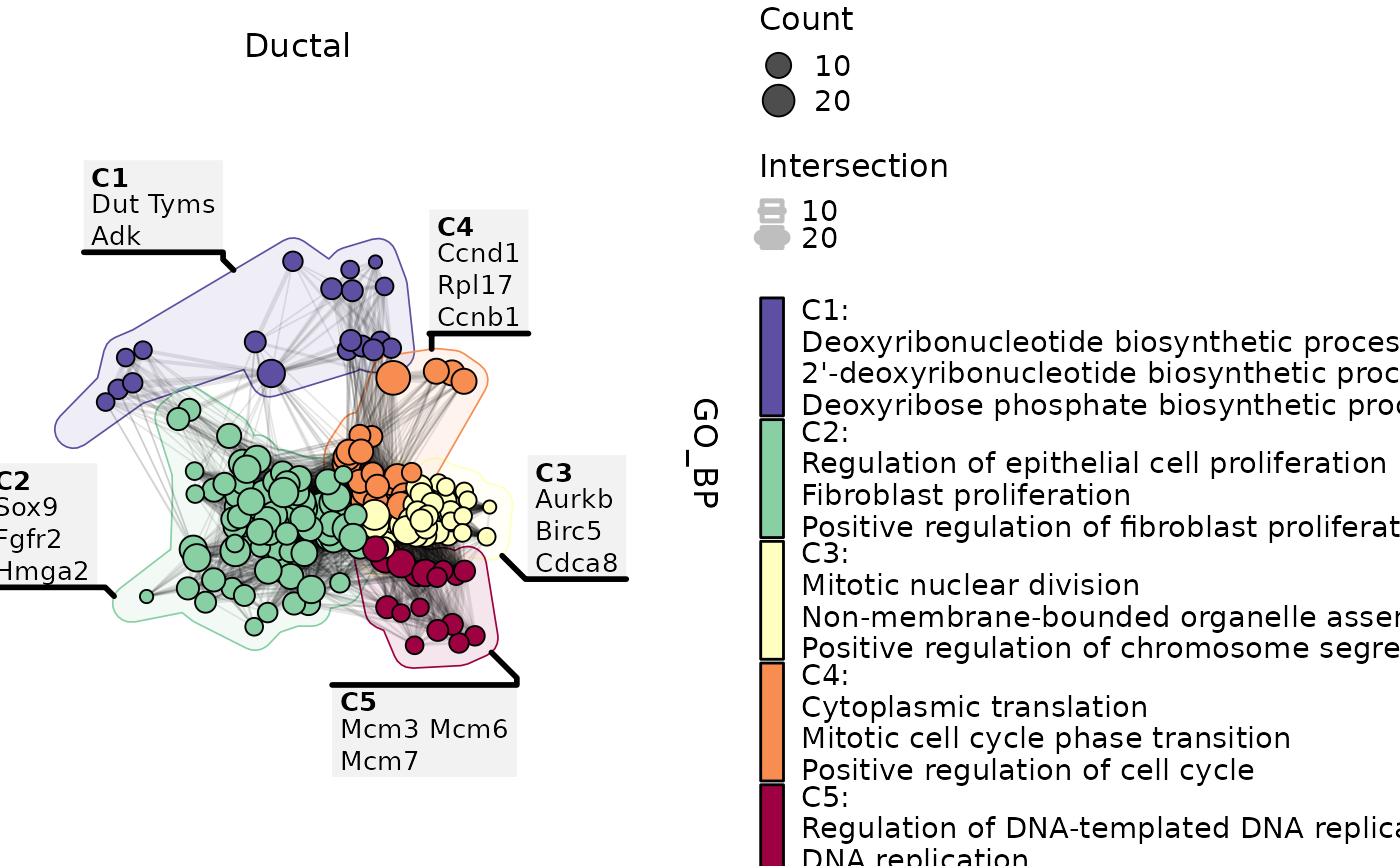 Ductal
C1
Dut Tyms
Adk
C4
Ccnd1
Rpl17
Ccnb1
C2
Sox9
Fgfr2
Hmga2
C3
Aurkb
Birc5
Cdca8
C5
Mcm3 Mcm6
Mcm7
GO_BP
Count
10
20
Intersection
10
20
C1:
Deoxyribonucleotide biosynthetic proces
2'-deoxyribonucleotide biosynthetic proc
Deoxyribose phosphate biosynthetic proc
C2:
Regulation of epithelial cell proliferation
Fibroblast proliferation
Positive regulation of fibroblast proliferat
C3:
Mitotic nuclear division
Non-membrane-bounded organelle assem
Positive regulation of chromosome segre
C4:
Cytoplasmic translation
Mitotic cell cycle phase transition
Positive regulation of cell cycle
C5:
Regulation of DNA-templated DNA replica
DNA replication